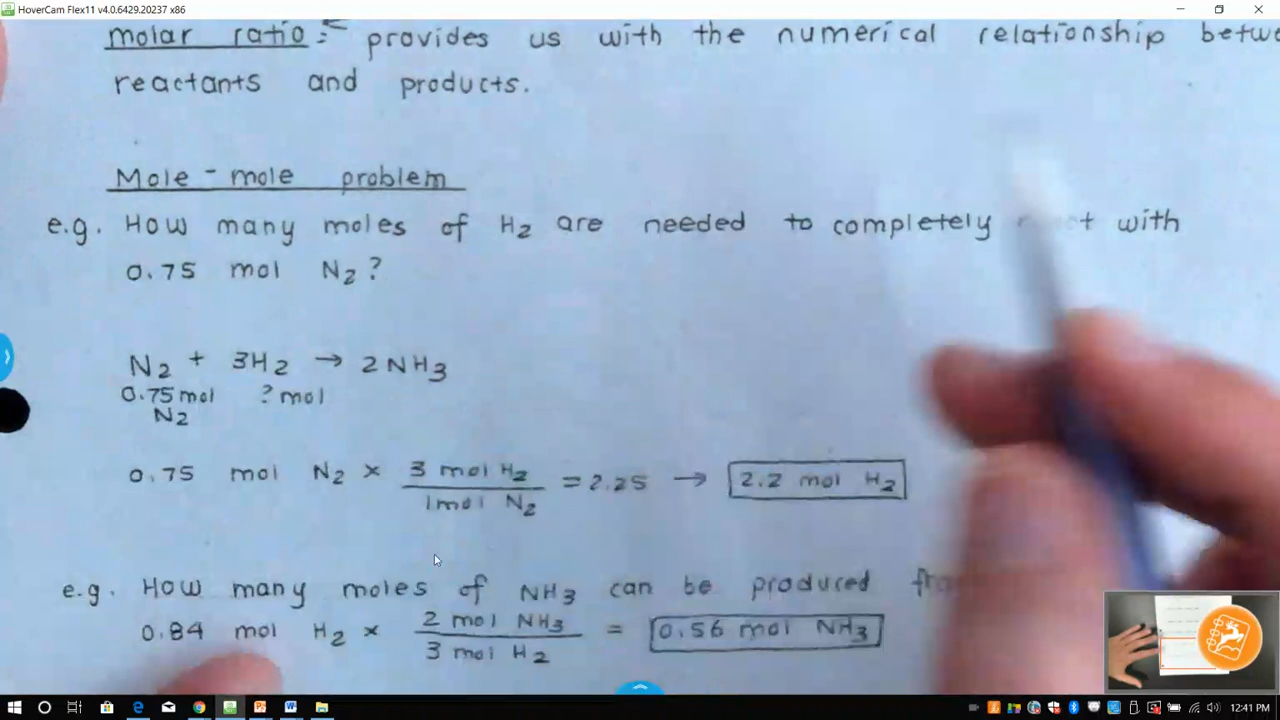 HoverCam Flex11 v4.0.6429.20237 x86
molar ratio: provides us with the numerical relationship
reactants and products.
Mole - mole problem
e.g. How many moles of H2 are needed to completely with
0.75 mol N2?
N2 + 3H2 → 2NH3
0.75 mol ? mol
N2
0.75 mol N2 × 3 mol H2 / 1 mol N2 = 2.25 → 2.2 mol H2
e.g. How many moles of NH3 can be produced
0.84 mol H2 × 2 mol NH3 / 3 mol H2 = 0.56 mol NH3
12:41 PM